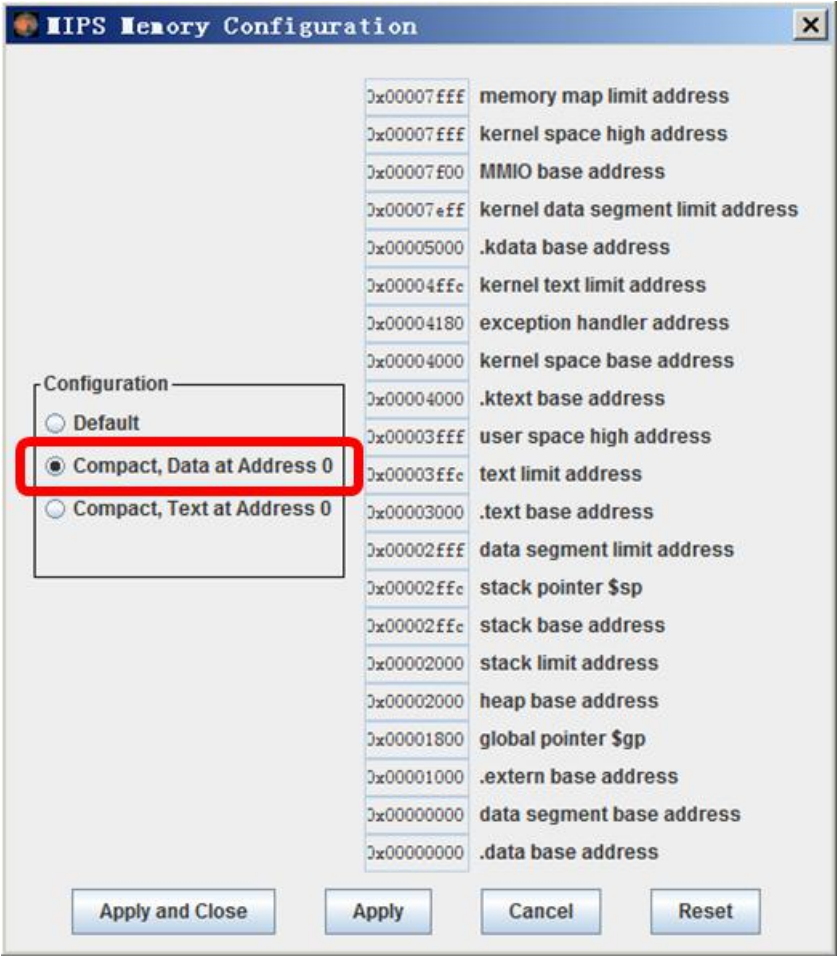 MIPS Memory Configuration
0x00007fff memory map limit address
0x00007fff kernel space high address
0x00007f00 MMIO base address
0x00007eff kernel data segment limit address
0x00005000 .kdata base address
0x00004ffc kernel text limit address
0x00004180 exception handler address
0x00004000 kernel space base address
0x00004000 .ktext base address
0x00003fff user space high address
0x00003ffc text limit address
0x00003000 .text base address
0x00002fff data segment limit address
0x00002ffc stack pointer $sp
0x00002ffc stack base address
0x00002000 stack limit address
0x00002000 heap base address
0x00001800 global pointer $gp
0x00001000 .extern base address
0x00000000 data segment base address
0x00000000 .data base address
Configuration
Default
Compact, Data at Address 0
Compact, Text at Address 0
Apply and Close
Apply
Cancel
Reset